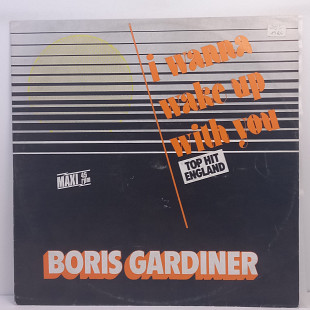 i wanna
wake up
with you
TOP HIT
ENGLAND
MAXI 45 RPM
BORIS GARDINER